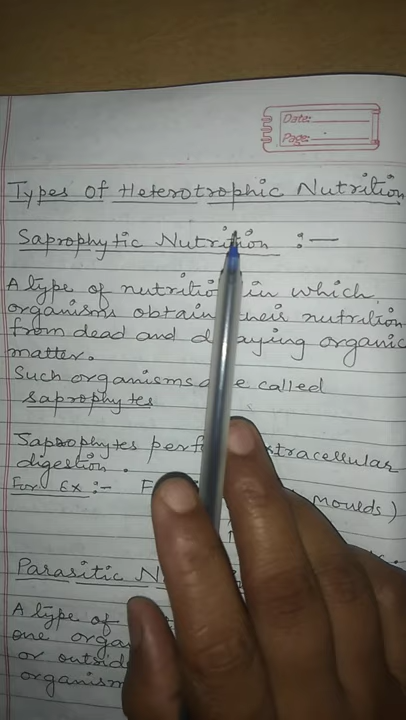 Date:
Page:
Types of Heterotrophic Nutrition
Saprophytic Nutrition :—
A type of nutrition in which
organisms obtain their nutrition
from dead and decaying organic
matter.
Such organisms are called
saprophytes
Saprophytes perf extracellular
digestion.
For Ex :- F moulds)
Parasitic N
A type of
one orga
or outsid
organism